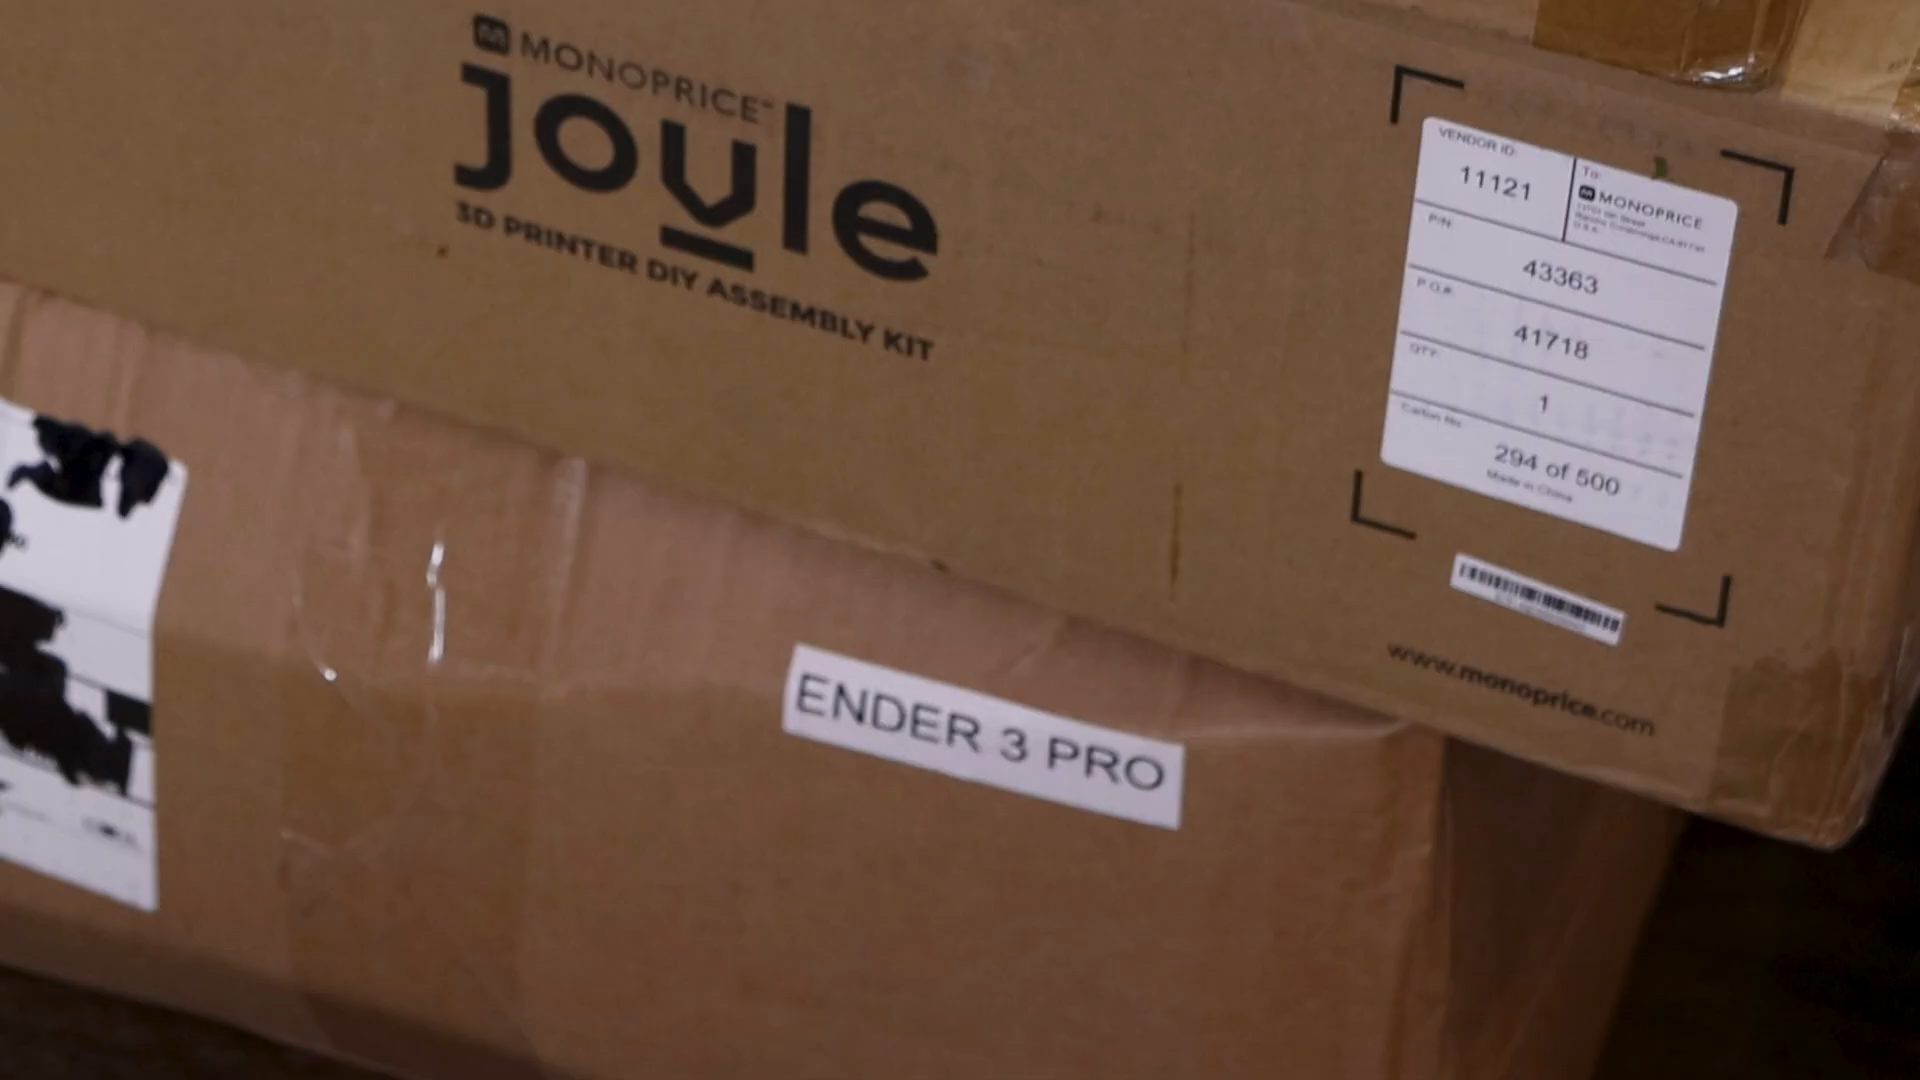 MONOPRICE™
joule
3D PRINTER DIY ASSEMBLY KIT
VENDOR ID:
11121
To:
MONOPRICE
U.S.A.
P/N:
43363
P.O.#:
41718
QTY:
1
Carton No:
294 of 500
Made in China
www.monoprice.com
ENDER 3 PRO